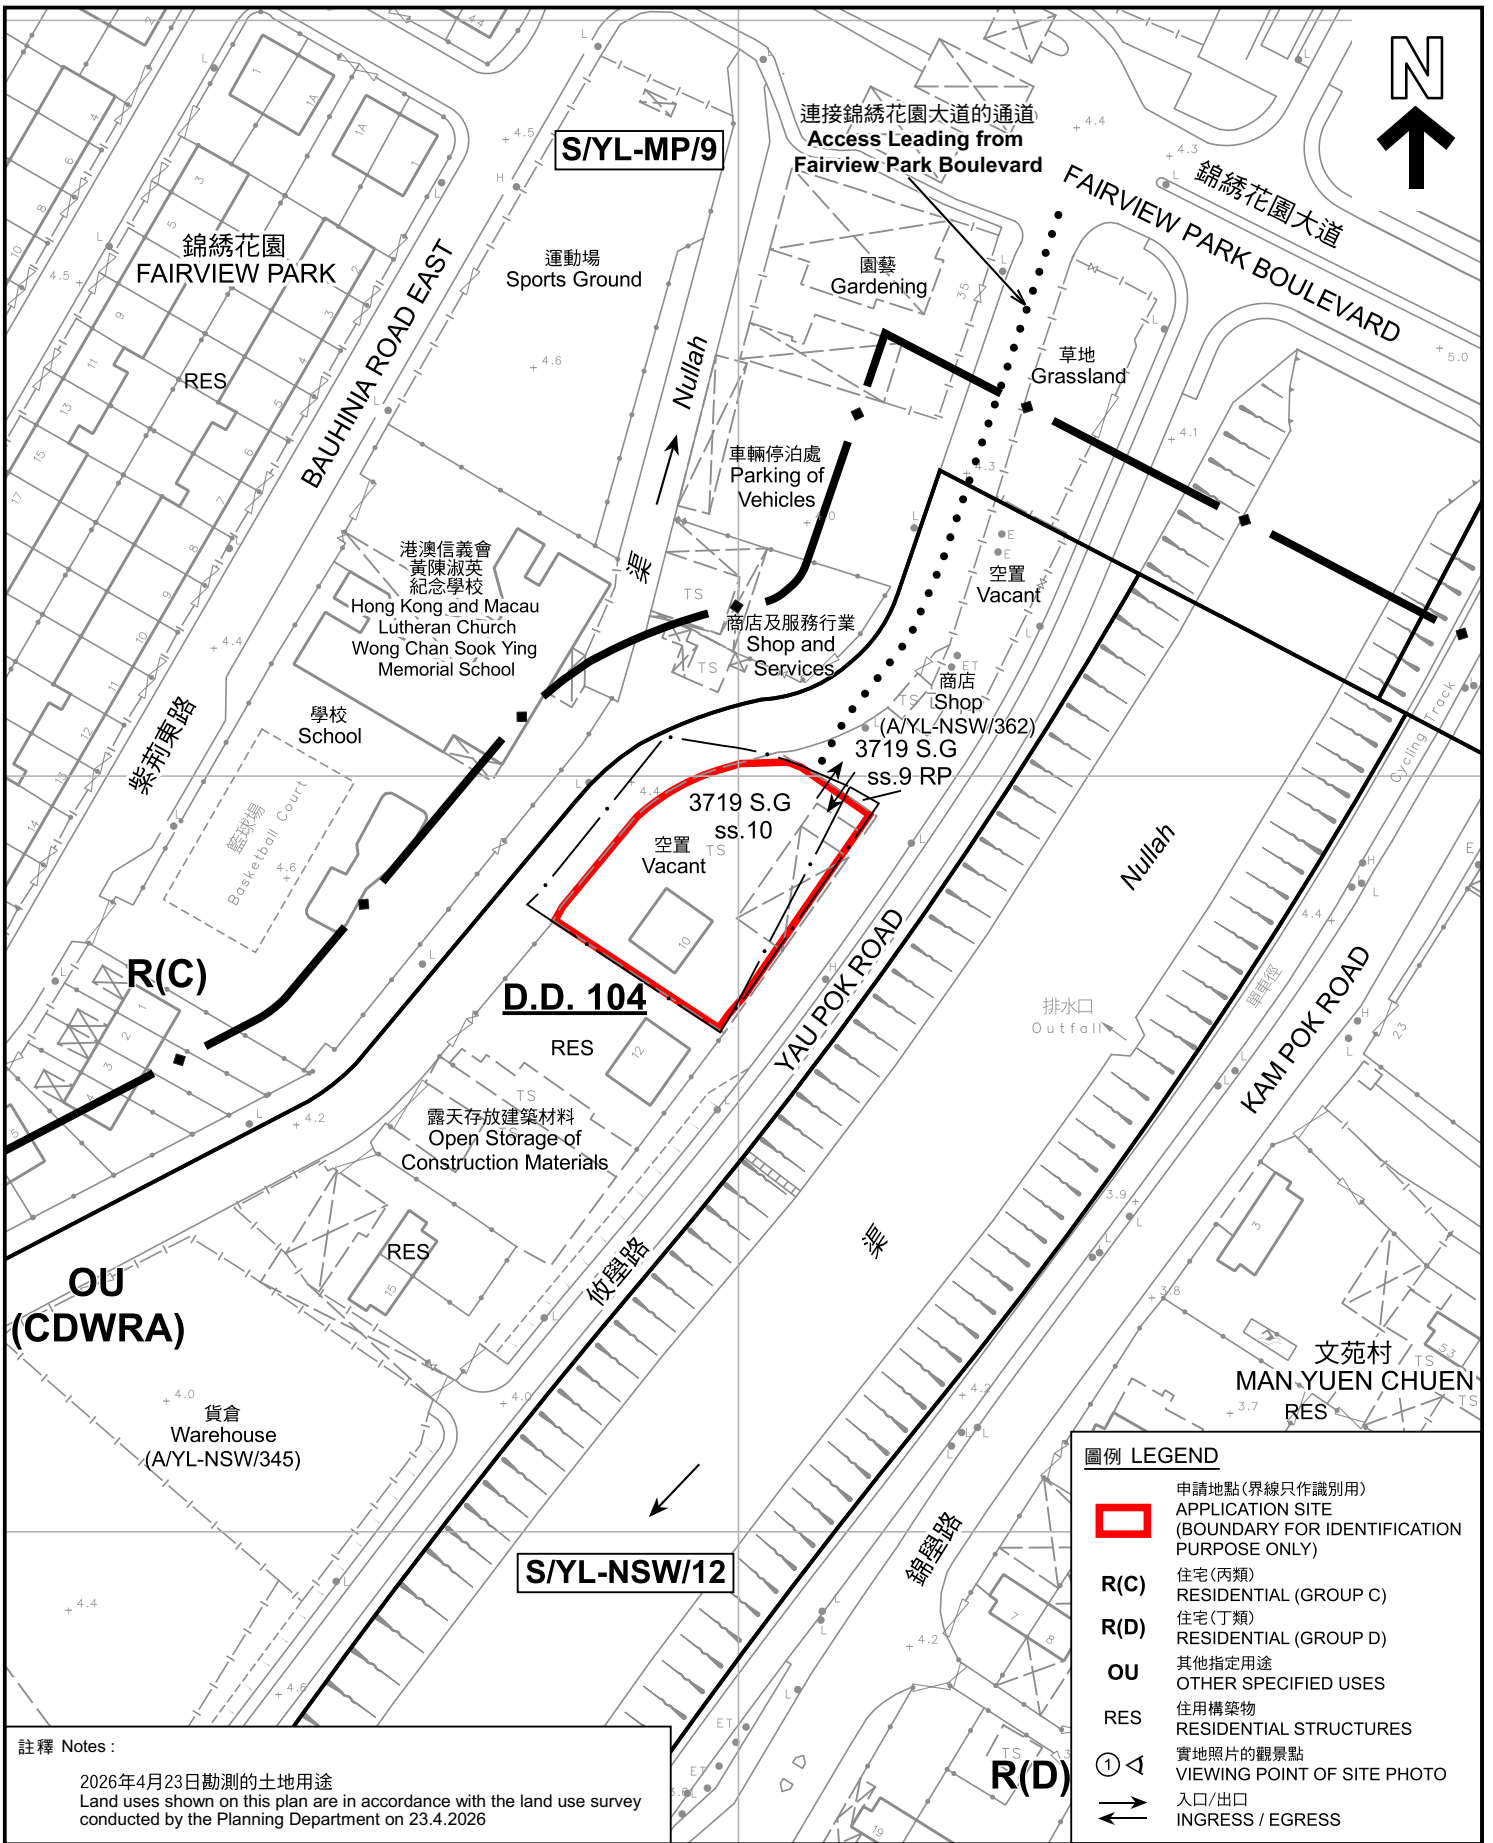 N
S/YL-MP/9
連接錦綉花園大道的通道
Access Leading from
Fairview Park Boulevard
錦綉花園大道
FAIRVIEW PARK BOULEVARD
錦綉花園
FAIRVIEW PARK
RES
BAUHINIA ROAD EAST
運動場
Sports Ground
園藝
Gardening
草地
Grassland
Nullah
車輛停泊處
Parking of
Vehicles
港澳信義會
黃陳淑英
紀念學校
Hong Kong and Macau
Lutheran Church
Wong Chan Sook Ying
Memorial School
渠
空置
Vacant
商店及服務行業
Shop and
Services
商店
Shop
(A/YL-NSW/362)
學校
School
紫荊東路
3719 S.G
ss.9 RP
3719 S.G
ss.10
空置
Vacant
籃球場
Basketball Court
Cycling Track
Nullah
R(C)
D.D. 104
RES
YAU POK ROAD
排水口
Outfall
單車徑
KAM POK ROAD
露天存放建築材料
Open Storage of
Construction Materials
RES
攸壆路
渠
OU
(CDWRA)
貨倉
Warehouse
(A/YL-NSW/345)
文苑村
MAN YUEN CHUEN
RES
S/YL-NSW/12
錦壆路
R(D)
圖例 LEGEND
申請地點(界線只作識別用)
APPLICATION SITE
(BOUNDARY FOR IDENTIFICATION
PURPOSE ONLY)
R(C)
住宅(丙類)
RESIDENTIAL (GROUP C)
R(D)
住宅(丁類)
RESIDENTIAL (GROUP D)
OU
其他指定用途
OTHER SPECIFIED USES
RES
住用構築物
RESIDENTIAL STRUCTURES
1
實地照片的觀景點
VIEWING POINT OF SITE PHOTO
入口/出口
INGRESS / EGRESS
註釋 Notes :
2026年4月23日勘測的土地用途
Land uses shown on this plan are in accordance with the land use survey
conducted by the Planning Department on 23.4.2026